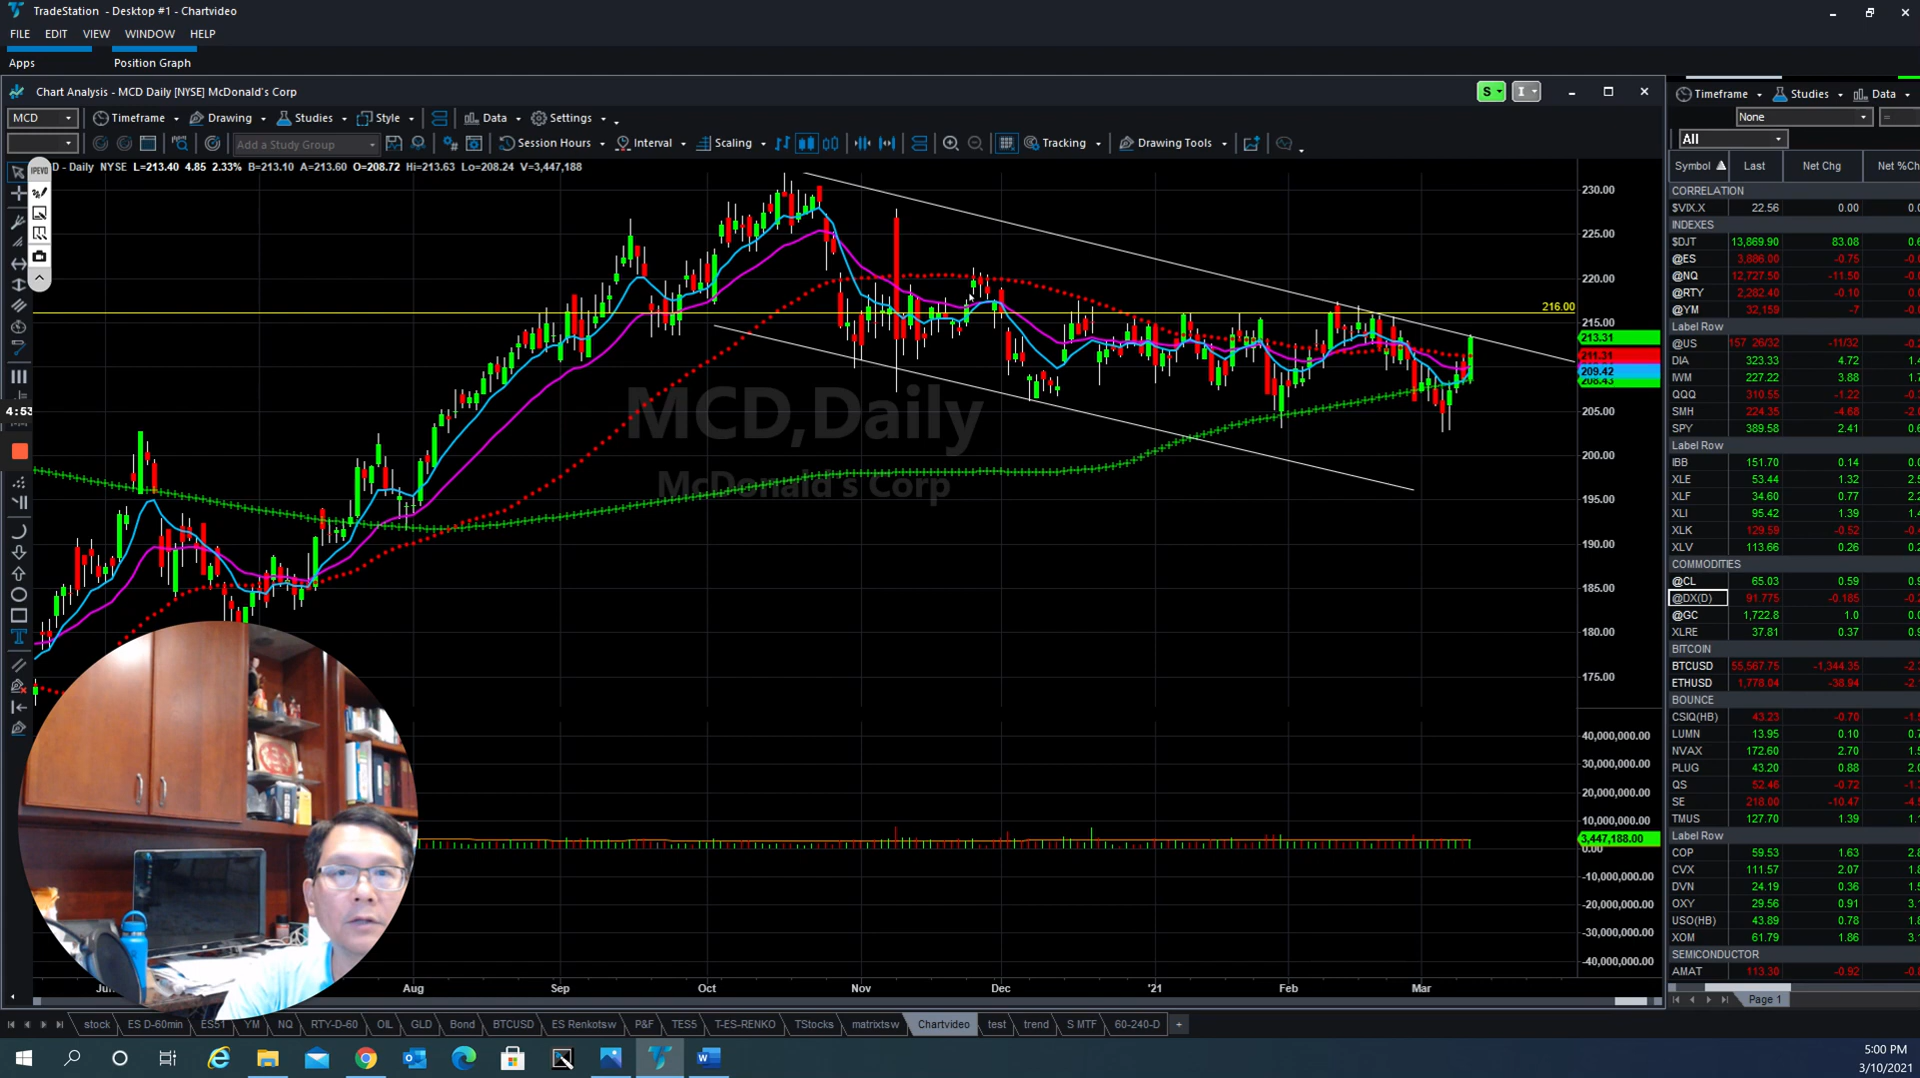 TradeStation - Desktop #1 - Chartvideo
FILE EDIT VIEW WINDOW HELP
Apps Position Graph
Chart Analysis - MCD Daily [NYSE] McDonald's Corp
S I
MCD Timeframe Drawing Studies Style Data Settings
Add a Study Group Session Hours Interval Scaling Tracking Drawing Tools
D - Daily NYSE L=213.40 4.85 2.33% B=213.10 A=213.60 O=208.72 Hi=213.63 Lo=208.24 V=3,447,188
IPEVO
4:53
MCD,Daily
McDonald's Corp
216.00
230.00
225.00
220.00
215.00
213.31
211.31
209.42
208.43
205.00
200.00
195.00
190.00
185.00
180.00
175.00
40,000,000.00
30,000,000.00
20,000,000.00
10,000,000.00
3,447,188.00
0.00
-10,000,000.00
-20,000,000.00
-30,000,000.00
-40,000,000.00
Aug Sep Oct Nov Dec '21 Feb Mar
Timeframe Studies Data
None =
All
Symbol Last Net Chg Net %Ch
CORRELATION
$VIX.X 22.56 0.00
INDEXES
$DJT 13,869.90 83.08
@ES 3,886.00 -0.75
@NQ 12,727.50 -11.50
@RTY 2,282.40 -0.10
@YM 32,159 -7
Label Row
@US 157 26/32 -11/32
DIA 323.33 4.72
IWM 227.22 3.88
QQQ 310.55 -1.22
SMH 224.35 -4.68
SPY 389.58 2.41
Label Row
IBB 151.70 0.14
XLE 53.44 1.32
XLF 34.60 0.77
XLI 95.42 1.39
XLK 129.59 -0.52
XLV 113.66 0.26
COMMODITIES
@CL 65.03 0.59
@DX(D) 91.775 -0.185
@GC 1,722.8 1.0
XLRE 37.81 0.37
BITCOIN
BTCUSD 55,567.75 -1,344.35
ETHUSD 1,778.04 -38.94
BOUNCE
CSIQ(HB) 43.23 -0.70
LUMN 13.95 0.10
NVAX 172.60 2.70
PLUG 43.20 0.88
QS 52.46 -0.72
SE 218.00 -10.47
TMUS 127.70 1.39
Label Row
COP 59.53 1.63
CVX 111.57 2.07
DVN 24.19 0.36
OXY 29.56 0.91
USO(HB) 43.89 0.78
XOM 61.79 1.86
SEMICONDUCTOR
AMAT 113.30 -0.92
Page 1
stock ES D-60min ES51 YM NQ RTY-D-60 OIL GLD Bond BTCUSD ES Renkotsw P&F TES5 T-ES-RENKO TStocks matrixtsw Chartvideo test trend S MTF 60-240-D +
5:00 PM
3/10/2021